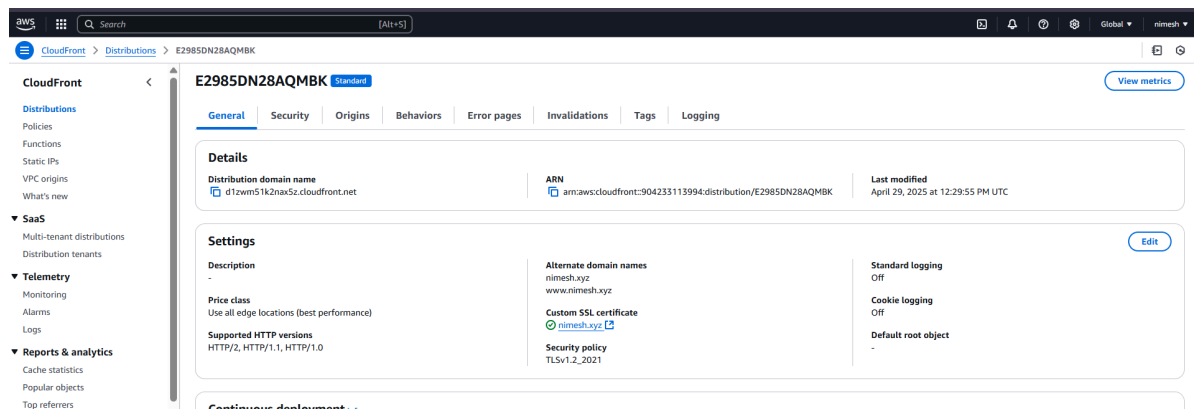 aws
Search
[Alt+S]
Global
nimesh
CloudFront > Distributions > E2985DN28AQMBK
CloudFront
Distributions
Policies
Functions
Static IPs
VPC origins
What's new
SaaS
Multi-tenant distributions
Distribution tenants
Telemetry
Monitoring
Alarms
Logs
Reports & analytics
Cache statistics
Popular objects
Top referrers
E2985DN28AQMBK Standard
View metrics
General Security Origins Behaviors Error pages Invalidations Tags Logging
Details
Distribution domain name
d1zwm51k2nax5z.cloudfront.net
ARN
arn:aws:cloudfront::904233113994:distribution/E2985DN28AQMBK
Last modified
April 29, 2025 at 12:29:55 PM UTC
Settings
Edit
Description
-
Price class
Use all edge locations (best performance)
Supported HTTP versions
HTTP/2, HTTP/1.1, HTTP/1.0
Alternate domain names
nimesh.xyz
www.nimesh.xyz
Custom SSL certificate
nimesh.xyz
Security policy
TLSv1.2_2021
Standard logging
Off
Cookie logging
Off
Default root object
-
Continuous deployment